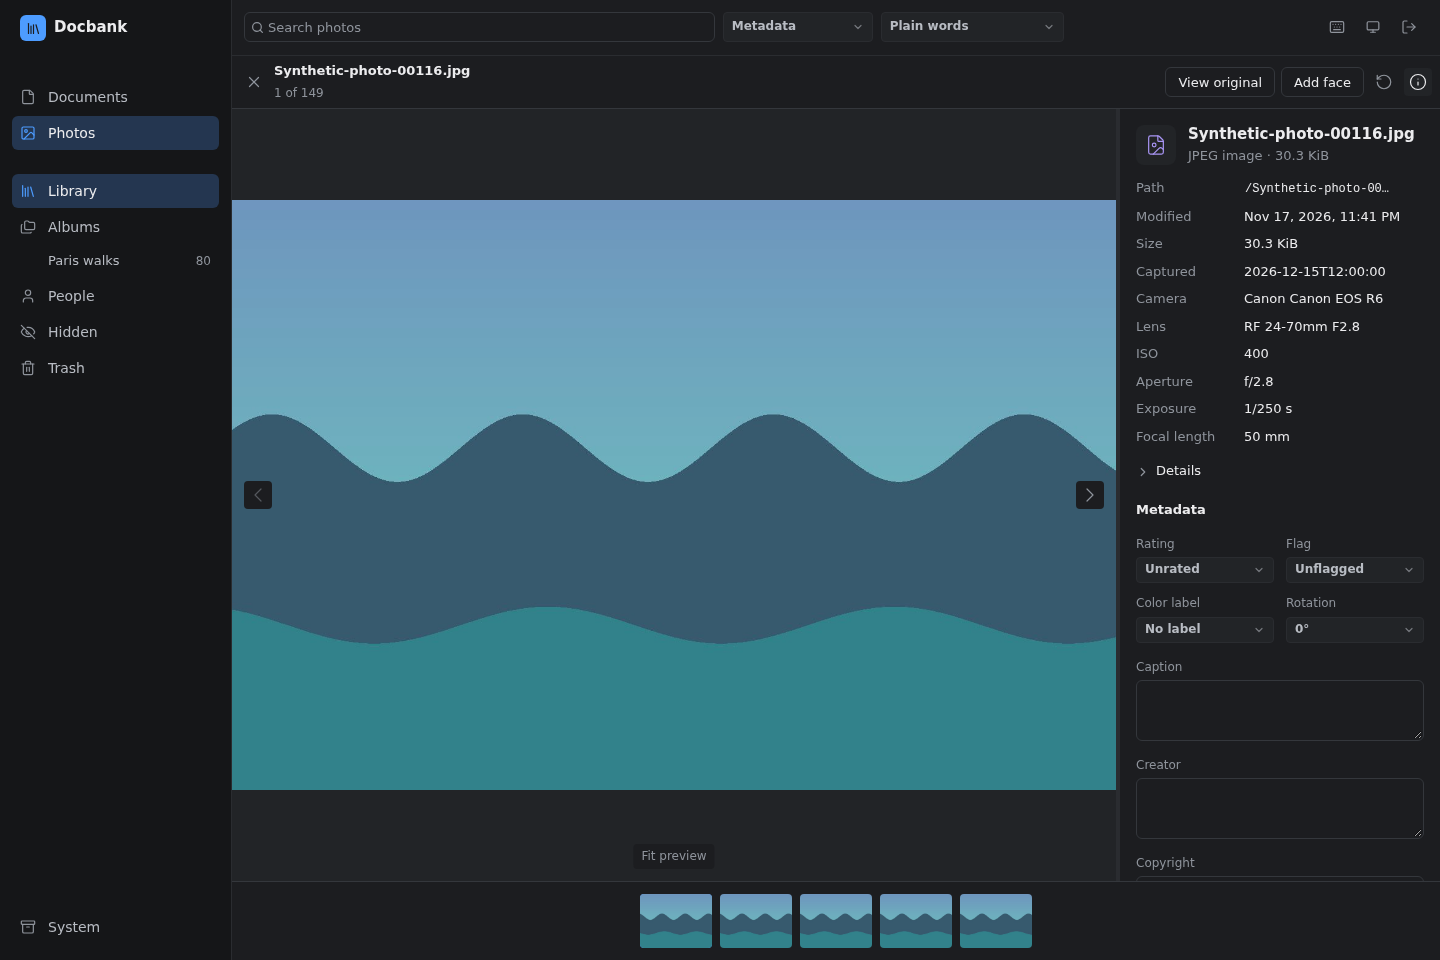 Docbank
Search photos
Metadata
Plain words
Documents
Photos
Library
Albums
Paris walks 80
People
Hidden
Trash
System
Synthetic-photo-00116.jpg
1 of 149
View original
Add face
Fit preview
Synthetic-photo-00116.jpg
JPEG image · 30.3 KiB
Path /Synthetic-photo-00…
Modified Nov 17, 2026, 11:41 PM
Size 30.3 KiB
Captured 2026-12-15T12:00:00
Camera Canon Canon EOS R6
Lens RF 24-70mm F2.8
ISO 400
Aperture f/2.8
Exposure 1/250 s
Focal length 50 mm
Details
Metadata
Rating Flag
Unrated Unflagged
Color label Rotation
No label 0°
Caption
Creator
Copyright